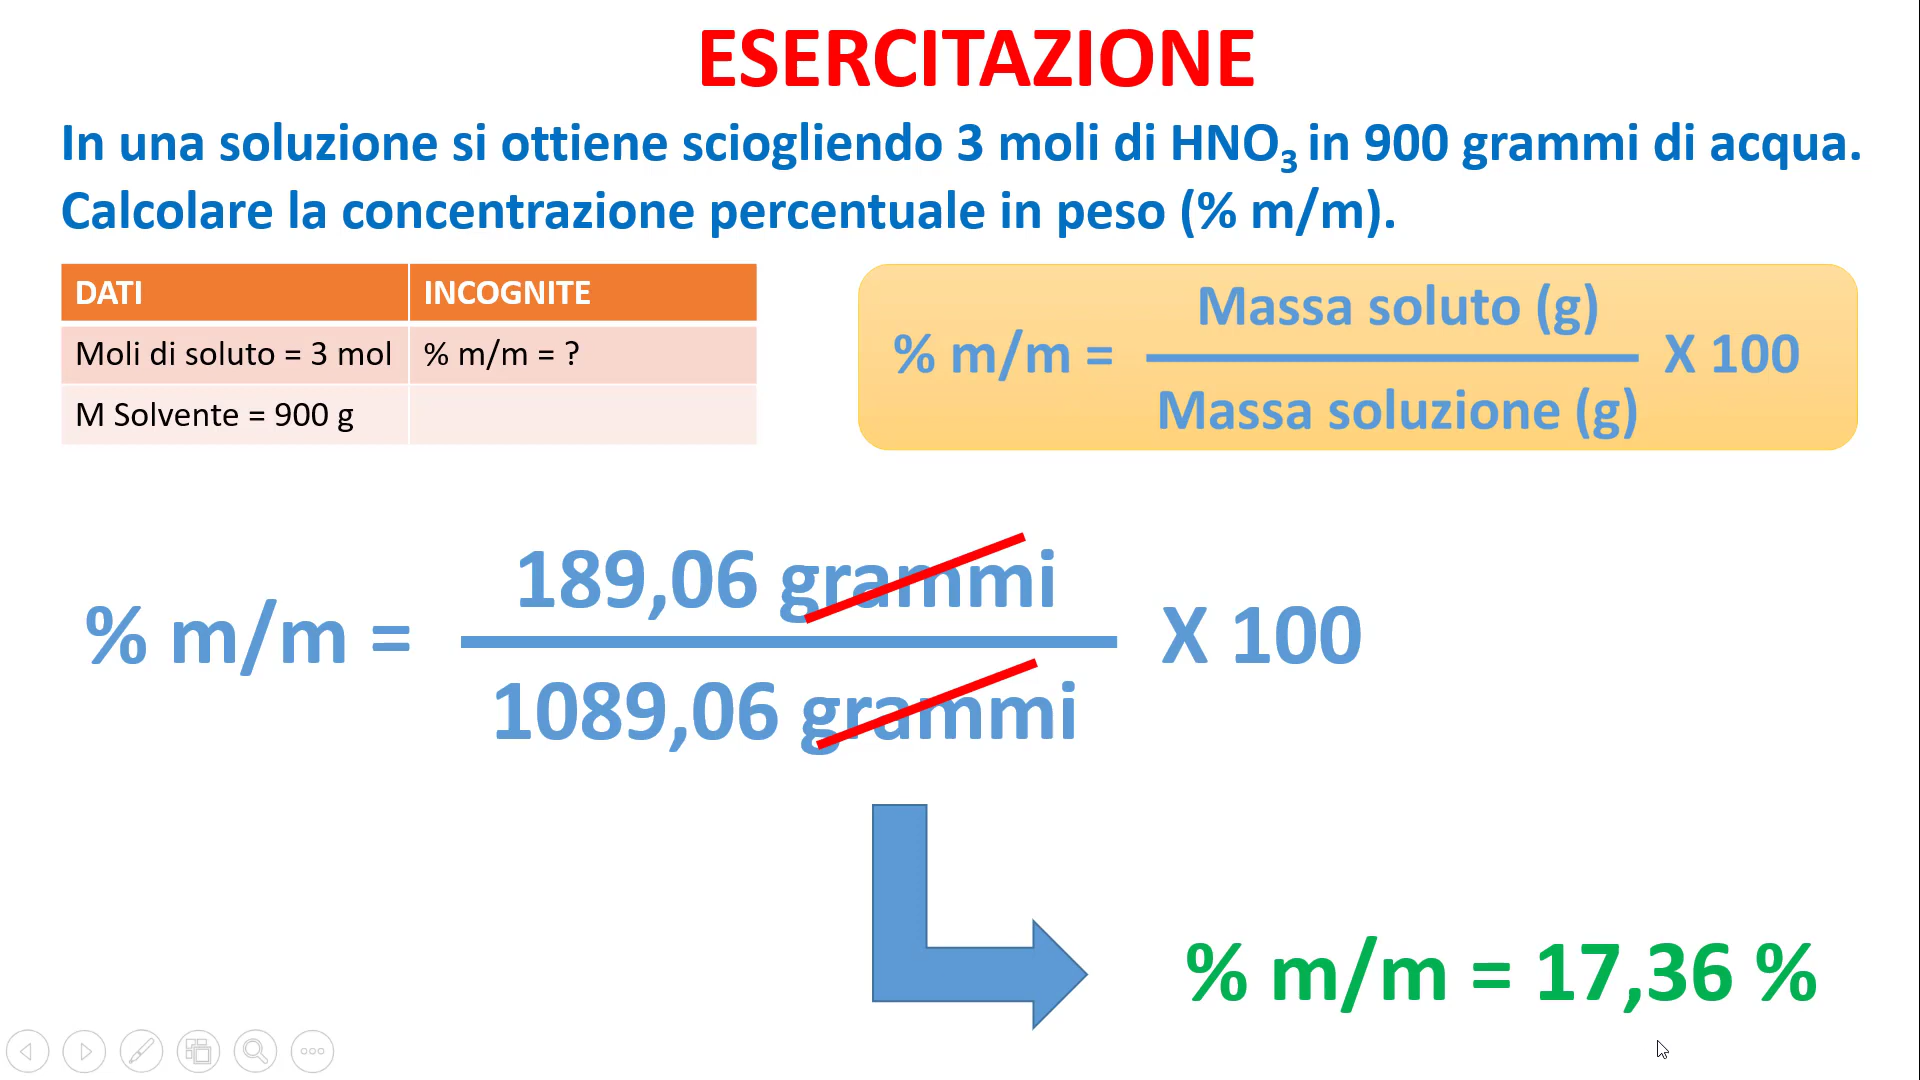 ESERCITAZIONE
In una soluzione si ottiene sciogliendo 3 moli di HNO₃ in 900 grammi di acqua.
Calcolare la concentrazione percentuale in peso (% m/m).
DATI INCOGNITE
Moli di soluto = 3 mol % m/m = ?
M Solvente = 900 g
Massa soluto (g)
% m/m = X 100
Massa soluzione (g)
189,06 grammi
% m/m = X 100
1089,06 grammi
% m/m = 17,36 %